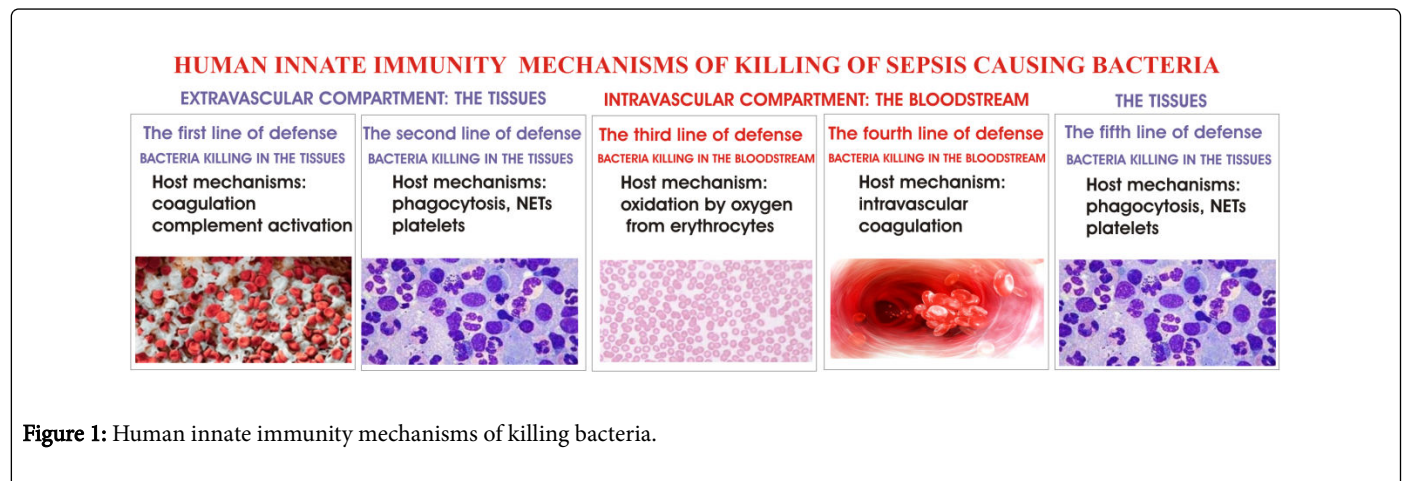 HUMAN INNATE IMMUNITY MECHANISMS OF KILLING OF SEPSIS CAUSING BACTERIA
EXTRAVASCULAR COMPARTMENT: THE TISSUES
INTRAVASCULAR COMPARTMENT: THE BLOODSTREAM
THE TISSUES
The first line of defense
BACTERIA KILLING IN THE TISSUES
Host mechanisms:
coagulation
complement activation
The second line of defense
BACTERIA KILLING IN THE TISSUES
Host mechanisms:
phagocytosis, NETs
platelets
The third line of defense
BACTERIA KILLING IN THE BLOODSTREAM
Host mechanism:
oxidation by oxygen
from erythrocytes
The fourth line of defense
BACTERIA KILLING IN THE BLOODSTREAM
Host mechanism:
intravascular
coagulation
The fifth line of defense
BACTERIA KILLING IN THE TISSUES
Host mechanisms:
phagocytosis, NETs
platelets
Figure 1: Human innate immunity mechanisms of killing bacteria.